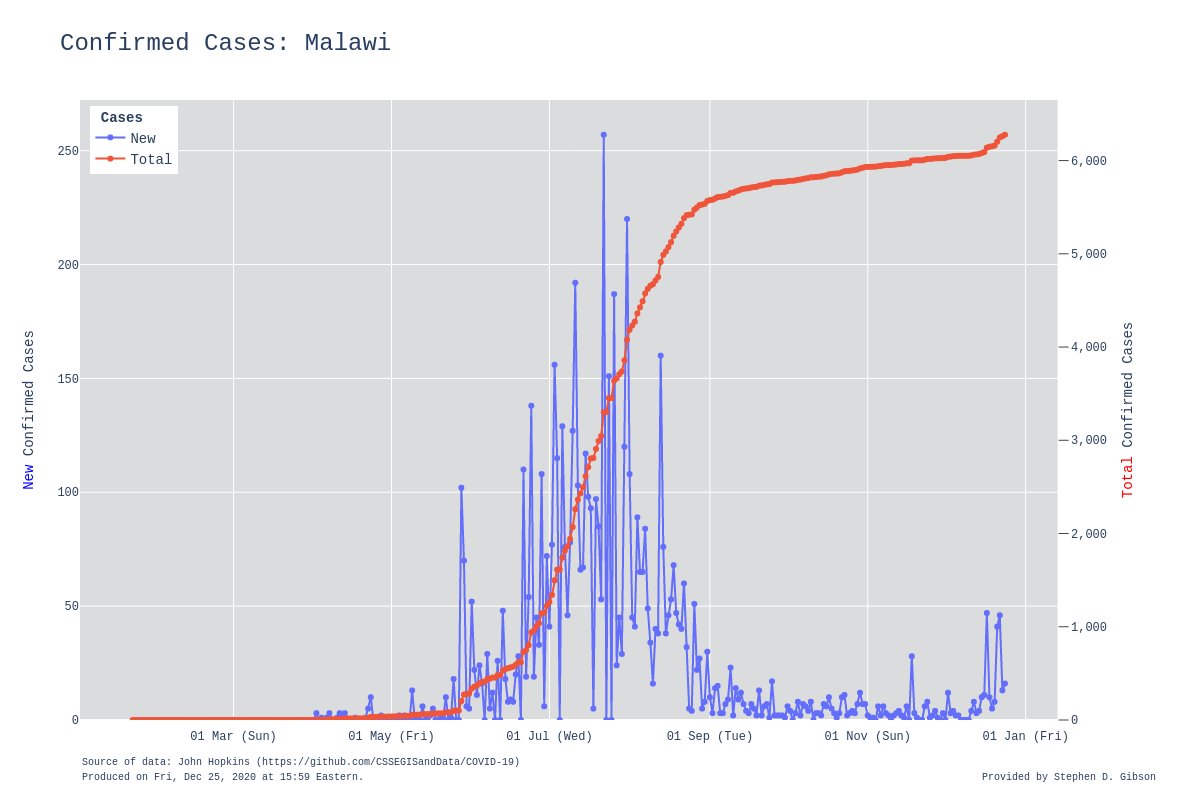 Confirmed Cases: Malawi
Cases
New
Total
250
200
150
100
50
0
6,000
5,000
4,000
3,000
2,000
1,000
0
New Confirmed Cases
Total Confirmed Cases
01 Mar (Sun)
01 May (Fri)
01 Jul (Wed)
01 Sep (Tue)
01 Nov (Sun)
01 Jan (Fri)
Source of data: John Hopkins (https://github.com/CSSEGISandData/COVID-19)
Produced on Fri, Dec 25, 2020 at 15:59 Eastern.
Provided by Stephen D. Gibson